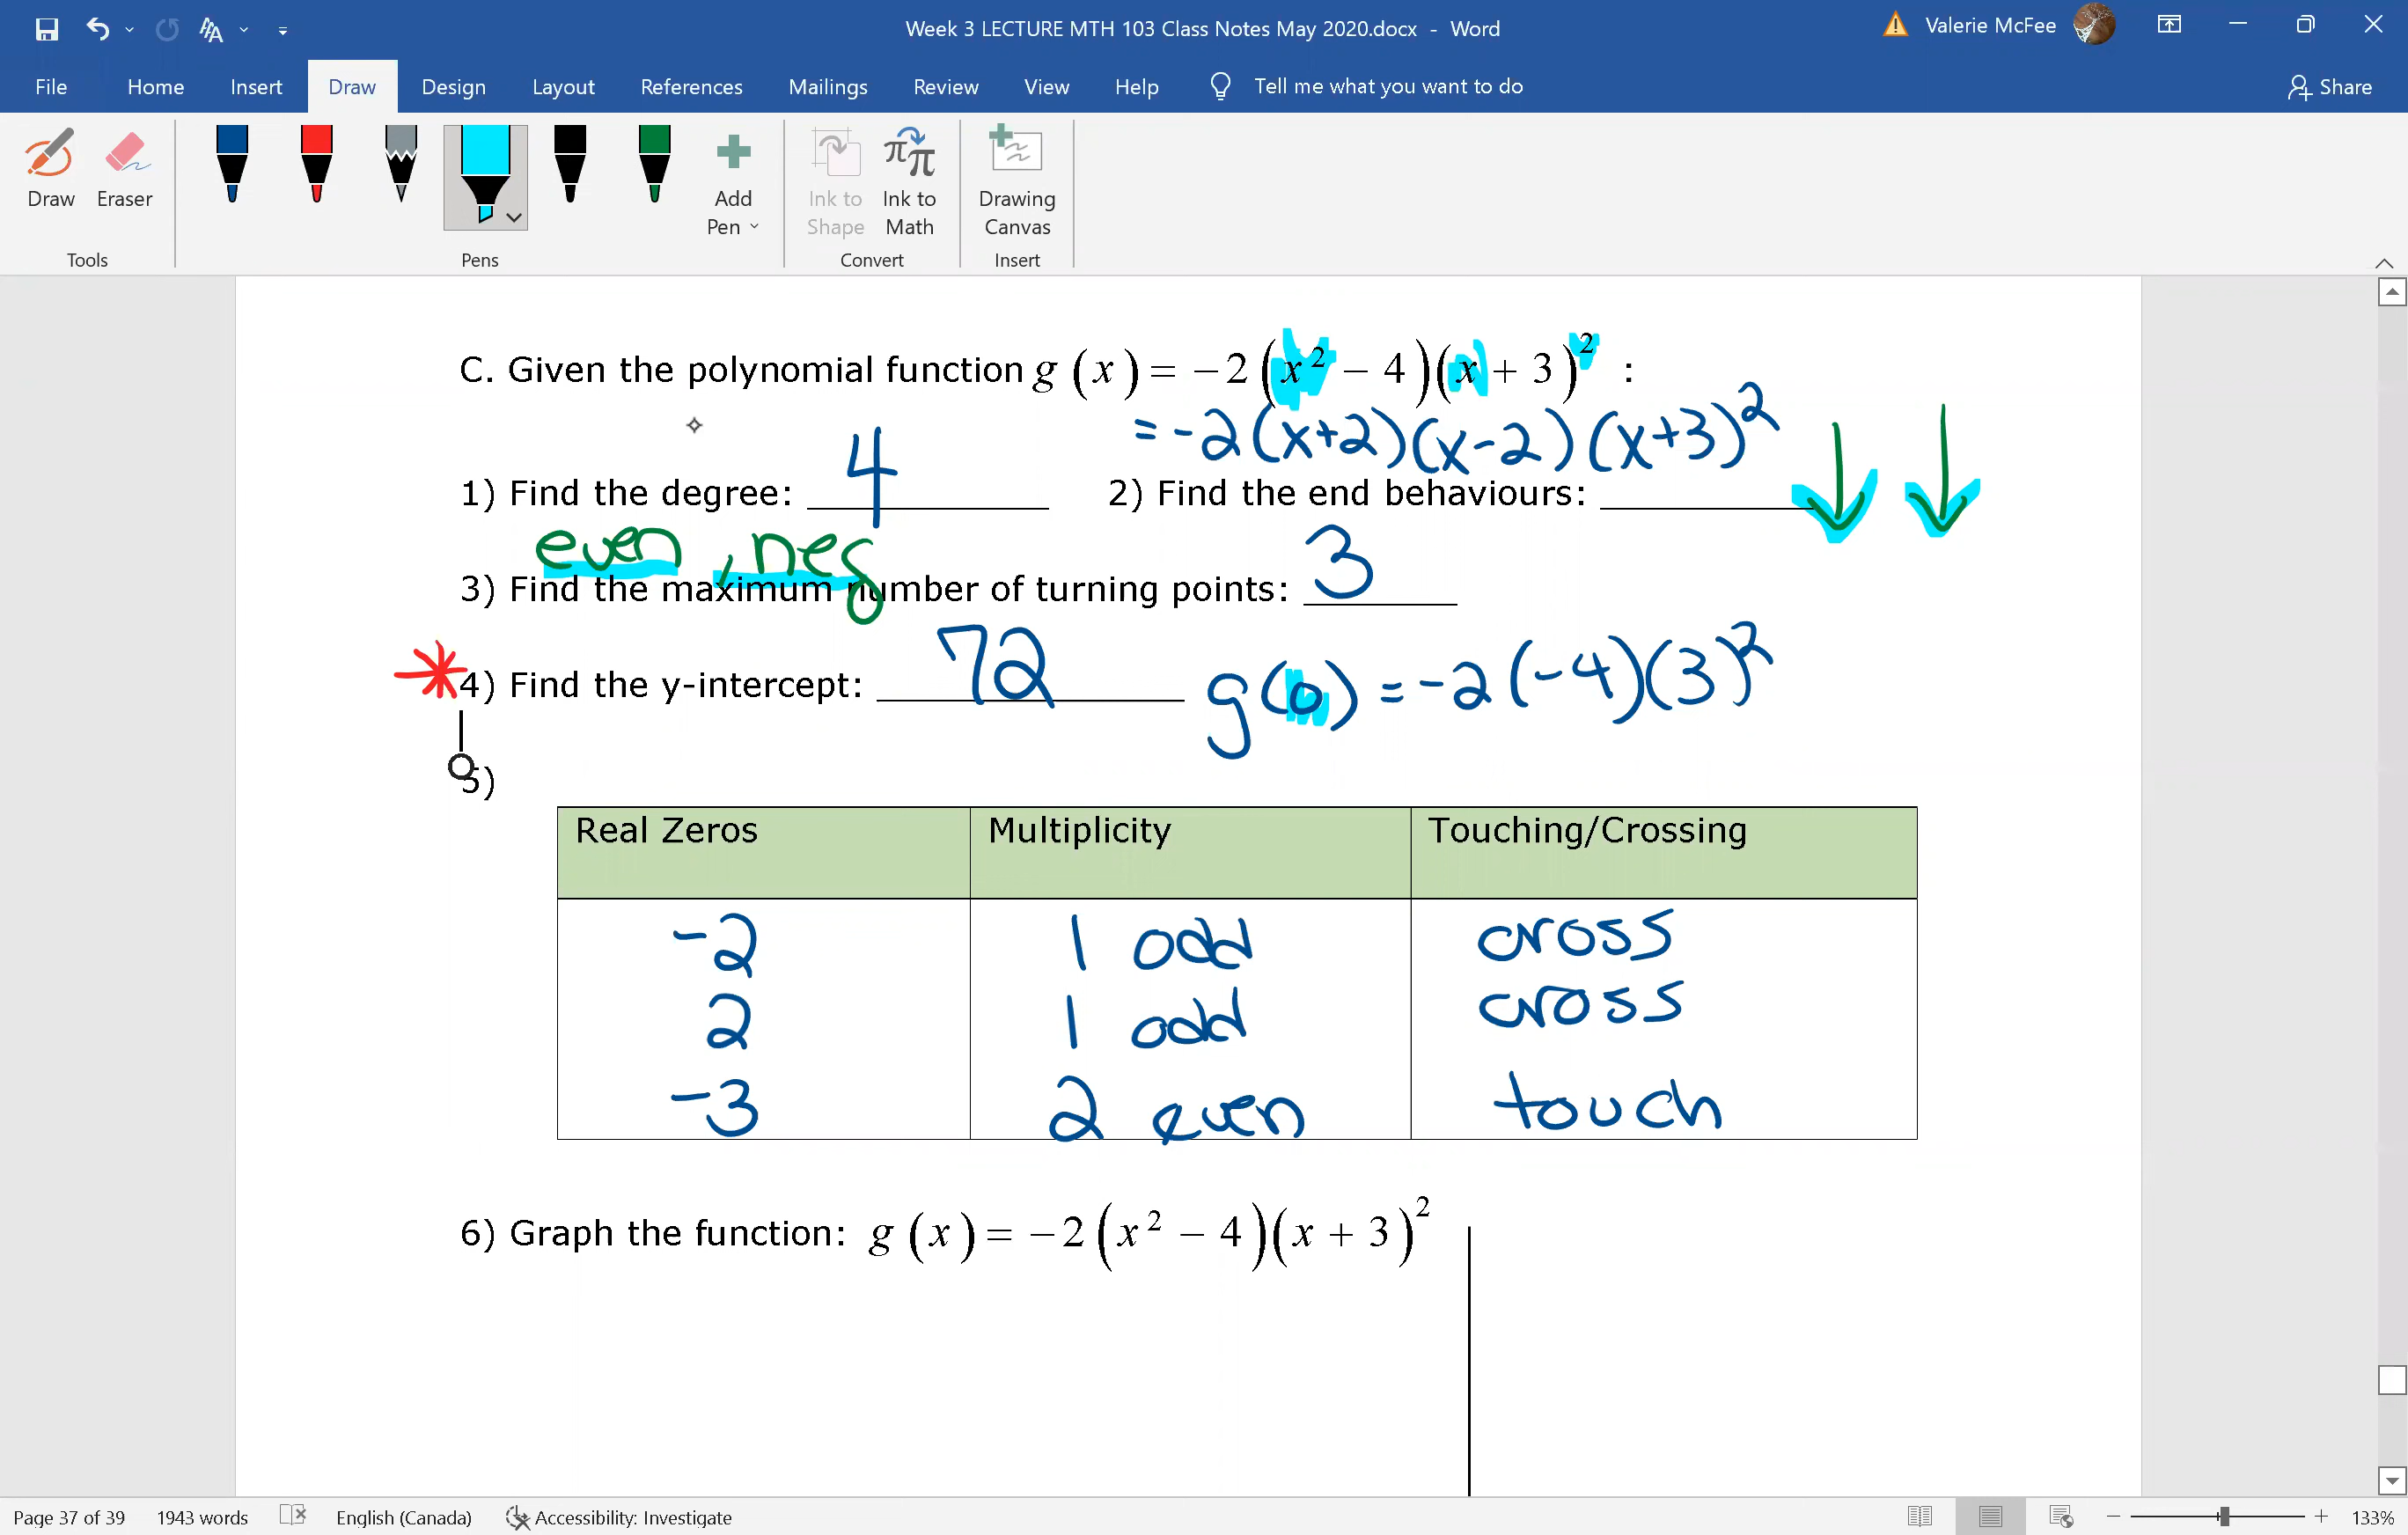 Week 3 LECTURE MTH 103 Class Notes May 2020.docx - Word
Valerie McFee
File Home Insert Draw Design Layout References Mailings Review View Help Tell me what you want to do Share
Draw Eraser Add Pen Ink to Shape Ink to Math Drawing Canvas
Tools Pens Convert Insert
C. Given the polynomial function g(x) = −2(x² − 4)(x + 3)² :
= -2(x+2)(x-2)(x+3)²
1) Find the degree: 4 2) Find the end behaviours: ↓ ↓
even, neg
3) Find the maximum number of turning points: 3
*4) Find the y-intercept: 72 g(0) = -2(-4)(3)²
5)
Real Zeros Multiplicity Touching/Crossing
-2 1 odd cross
2 1 odd cross
-3 2 even touch
6) Graph the function: g(x) = −2(x² − 4)(x + 3)²
Page 37 of 39 1943 words English (Canada) Accessibility: Investigate 133%